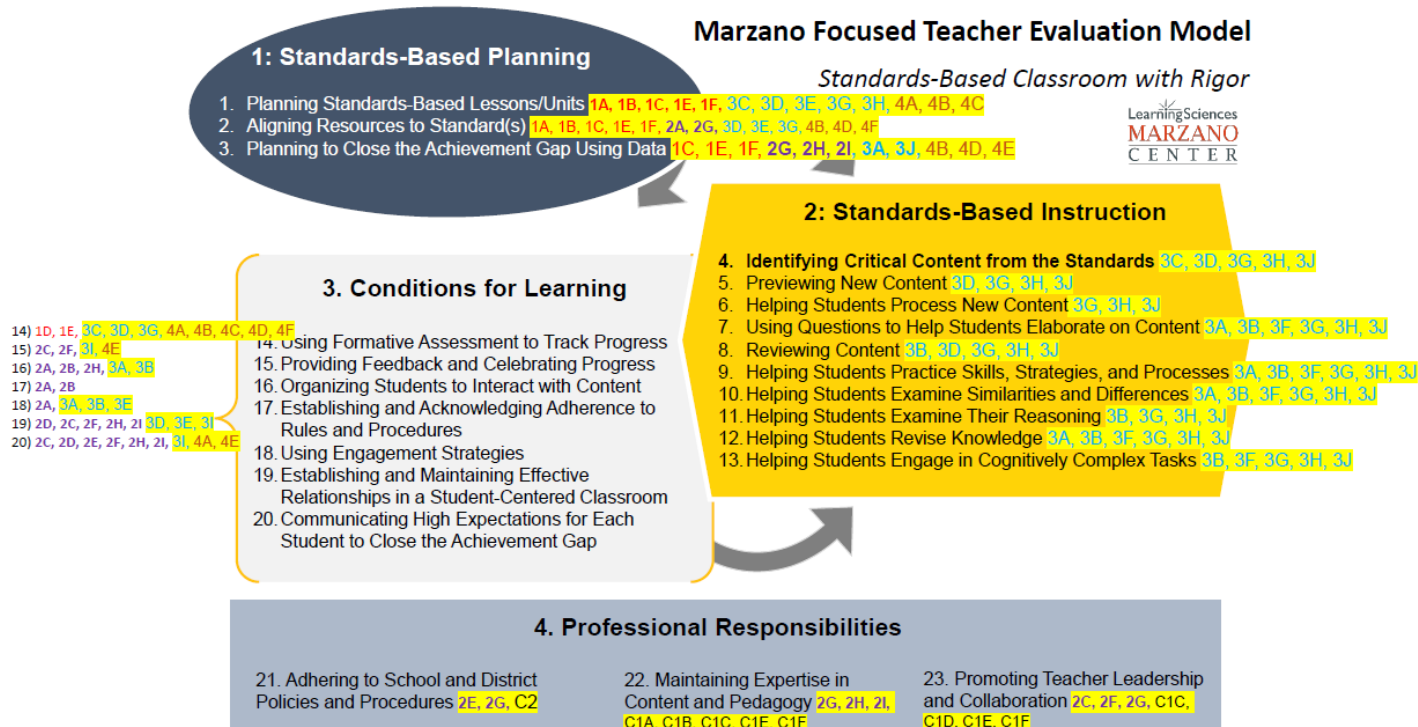 Marzano Focused Teacher Evaluation Model
Standards-Based Classroom with Rigor
LearningSciences
MARZANO
CENTER
1: Standards-Based Planning
1. Planning Standards-Based Lessons/Units 1A, 1B, 1C, 1E, 1F, 3C, 3D, 3E, 3G, 3H, 4A, 4B, 4C
2. Aligning Resources to Standard(s) 1A, 1B, 1C, 1E, 1F, 2A, 2G, 3D, 3E, 3G, 4B, 4D, 4F
3. Planning to Close the Achievement Gap Using Data 1C, 1E, 1F, 2G, 2H, 2I, 3A, 3J, 4B, 4D, 4E
2: Standards-Based Instruction
4. Identifying Critical Content from the Standards 3C, 3D, 3G, 3H, 3J
5. Previewing New Content 3D, 3G, 3H, 3J
6. Helping Students Process New Content 3G, 3H, 3J
7. Using Questions to Help Students Elaborate on Content 3A, 3B, 3F, 3G, 3H, 3J
8. Reviewing Content 3B, 3D, 3G, 3H, 3J
9. Helping Students Practice Skills, Strategies, and Processes 3A, 3B, 3F, 3G, 3H, 3J
10. Helping Students Examine Similarities and Differences 3A, 3B, 3F, 3G, 3H, 3J
11. Helping Students Examine Their Reasoning 3B, 3G, 3H, 3J
12. Helping Students Revise Knowledge 3A, 3B, 3F, 3G, 3H, 3J
13. Helping Students Engage in Cognitively Complex Tasks 3B, 3F, 3G, 3H, 3J
3. Conditions for Learning
14) 1D, 1E, 3C, 3D, 3G, 4A, 4B, 4C, 4D, 4F
15) 2C, 2F, 3I, 4E
16) 2A, 2B, 2H, 3A, 3B
17) 2A, 2B
18) 2A, 3A, 3B, 3E
19) 2D, 2C, 2F, 2H, 2I 3D, 3E, 3I
20) 2C, 2D, 2E, 2F, 2H, 2I, 3I, 4A, 4E
14. Using Formative Assessment to Track Progress
15. Providing Feedback and Celebrating Progress
16. Organizing Students to Interact with Content
17. Establishing and Acknowledging Adherence to
Rules and Procedures
18. Using Engagement Strategies
19. Establishing and Maintaining Effective
Relationships in a Student-Centered Classroom
20. Communicating High Expectations for Each
Student to Close the Achievement Gap
4. Professional Responsibilities
21. Adhering to School and District
Policies and Procedures 2E, 2G, C2
22. Maintaining Expertise in
Content and Pedagogy 2G, 2H, 2I,
C1A, C1B, C1C, C1E, C1F
23. Promoting Teacher Leadership
and Collaboration 2C, 2F, 2G, C1C,
C1D, C1E, C1F